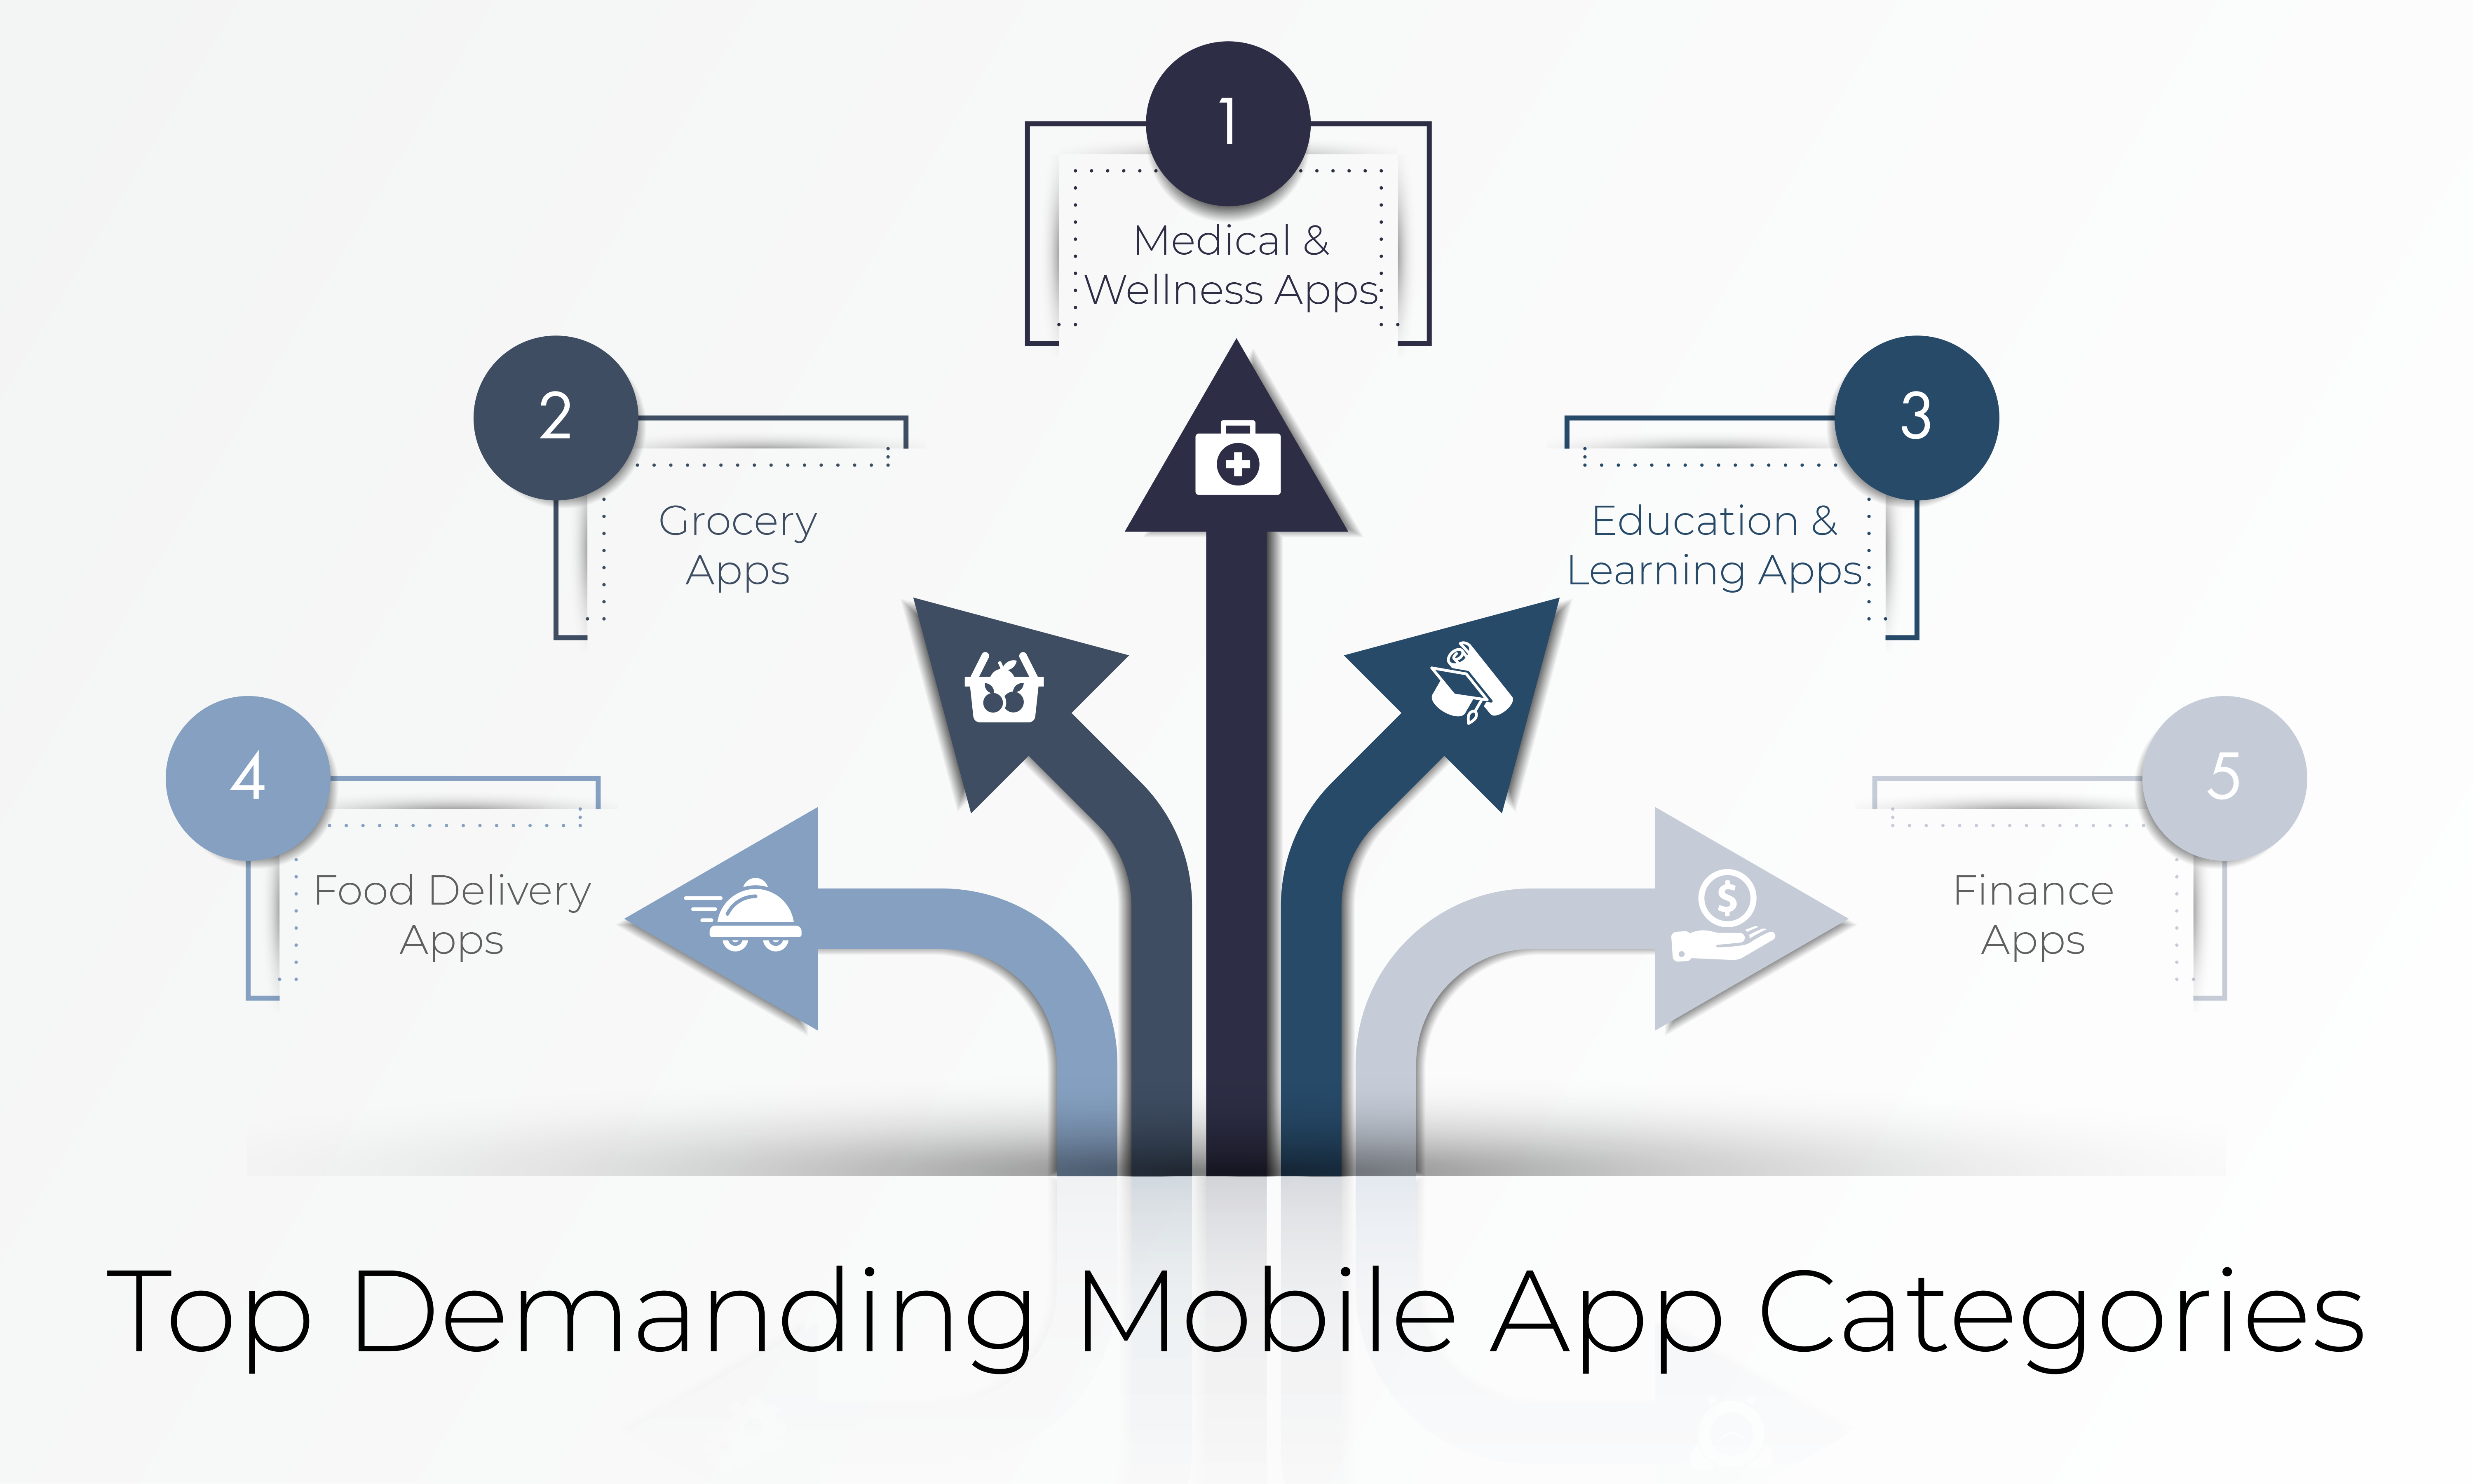 1
Medical &
Wellness Apps
2
Grocery
Apps
3
Education &
Learning Apps
4
Food Delivery
Apps
5
Finance
Apps
Top Demanding Mobile App Categories